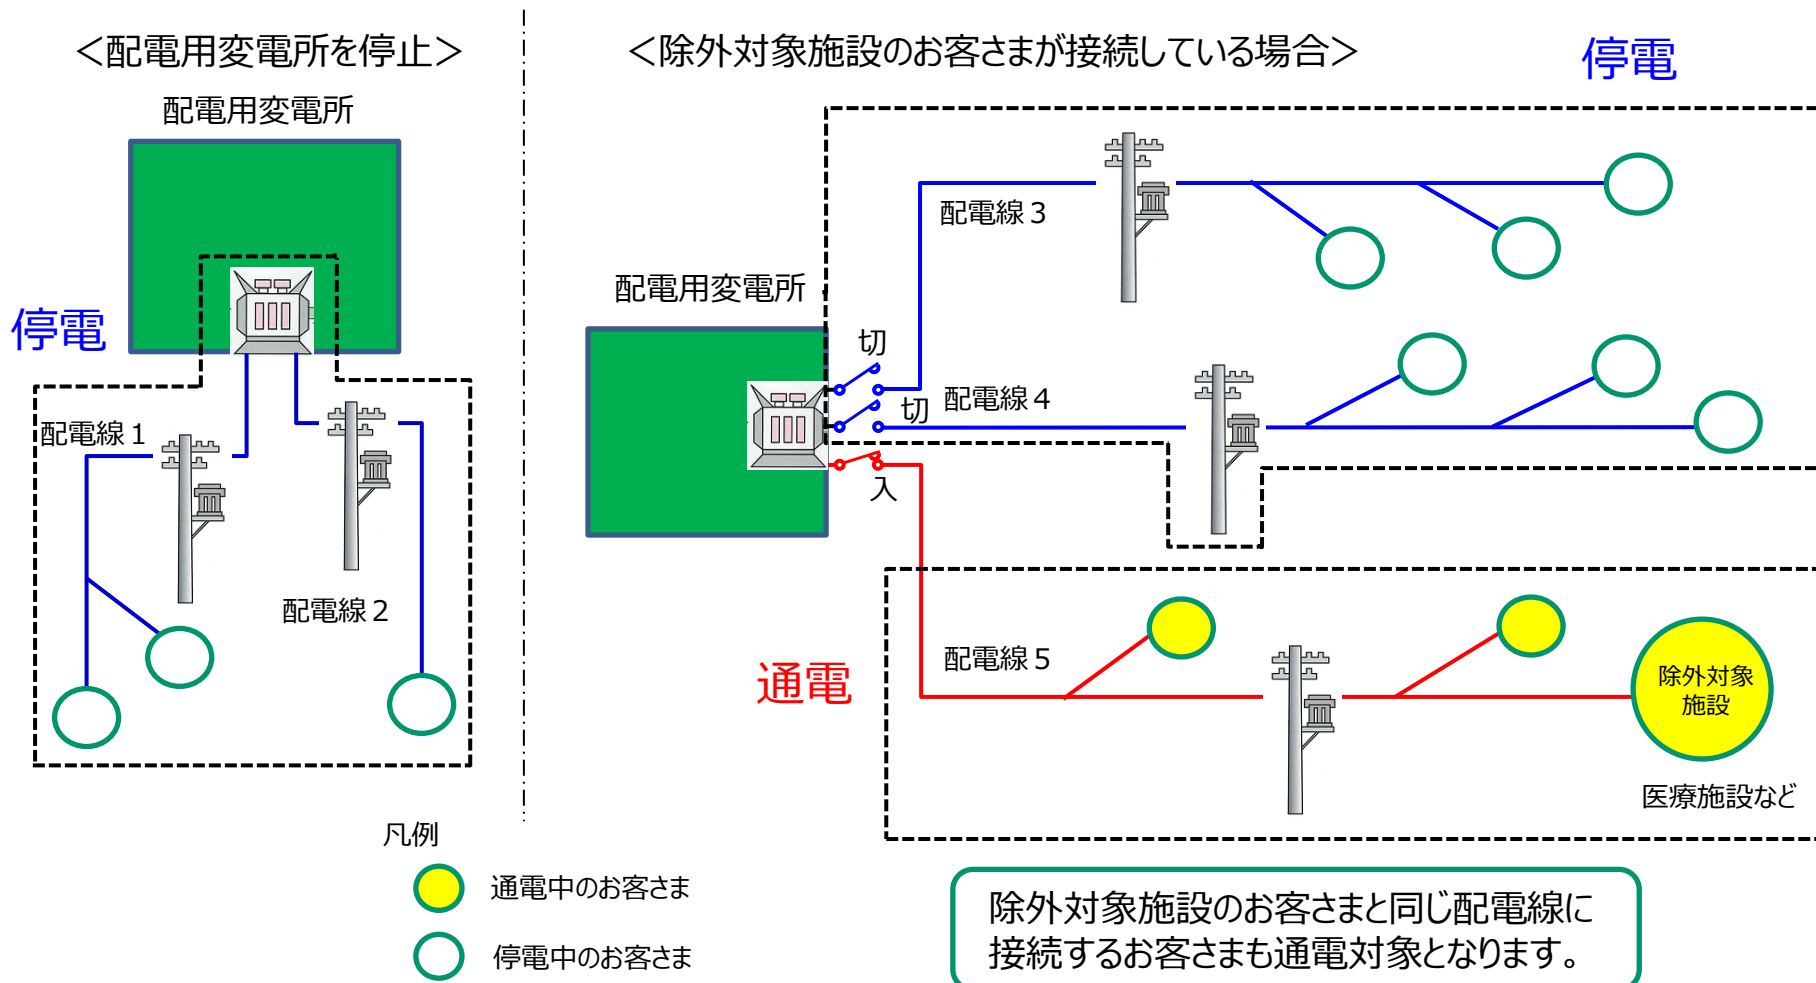 ＜配電用変電所を停止＞
配電用変電所
停電
配電線１
配電線２
＜除外対象施設のお客さまが接続している場合＞
停電
配電線３
配電用変電所
切
配電線４
切
入
通電
配電線５
除外対象
施設
医療施設など
凡例
通電中のお客さま
停電中のお客さま
除外対象施設のお客さまと同じ配電線に
接続するお客さまも通電対象となります。